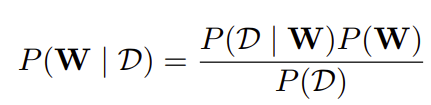 P(𝐖 | 𝒟) = P(𝒟 | 𝐖)P(𝐖) / P(𝒟)